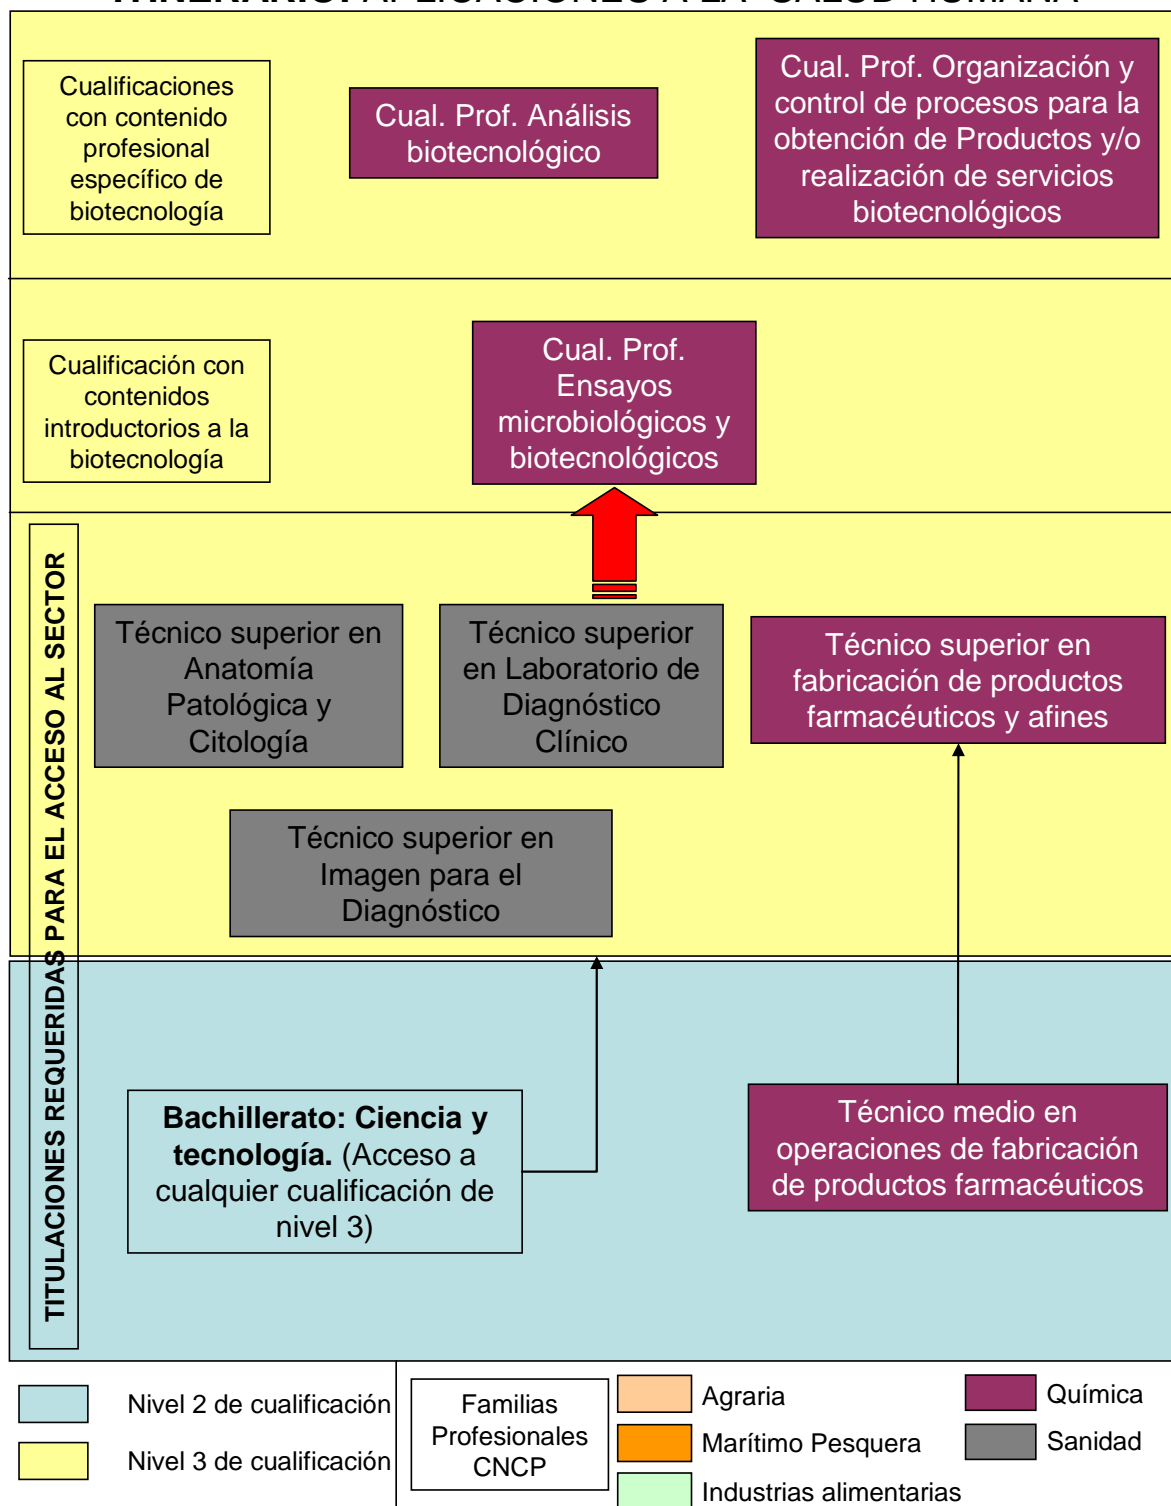 ITINERARIO: APLICACIONES A LA SALUD HUMANA
Cualificaciones
con contenido
profesional
específico de
biotecnología
Cual. Prof. Análisis
biotecnológico
Cual. Prof. Organización y
control de procesos para la
obtención de Productos y/o
realización de servicios
biotecnológicos
Cualificación con
contenidos
introductorios a la
biotecnología
Cual. Prof.
Ensayos
microbiológicos y
biotecnológicos
TITULACIONES REQUERIDAS PARA EL ACCESO AL SECTOR
Técnico superior en
Anatomía
Patológica y
Citología
Técnico superior
en Laboratorio de
Diagnóstico
Clínico
Técnico superior en
fabricación de productos
farmacéuticos y afines
Técnico superior en
Imagen para el
Diagnóstico
Bachillerato: Ciencia y
tecnología. (Acceso a
cualquier cualificación de
nivel 3)
Técnico medio en
operaciones de fabricación
de productos farmacéuticos
Nivel 2 de cualificación
Nivel 3 de cualificación
Familias
Profesionales
CNCP
Agraria
Marítimo Pesquera
Industrias alimentarias
Química
Sanidad